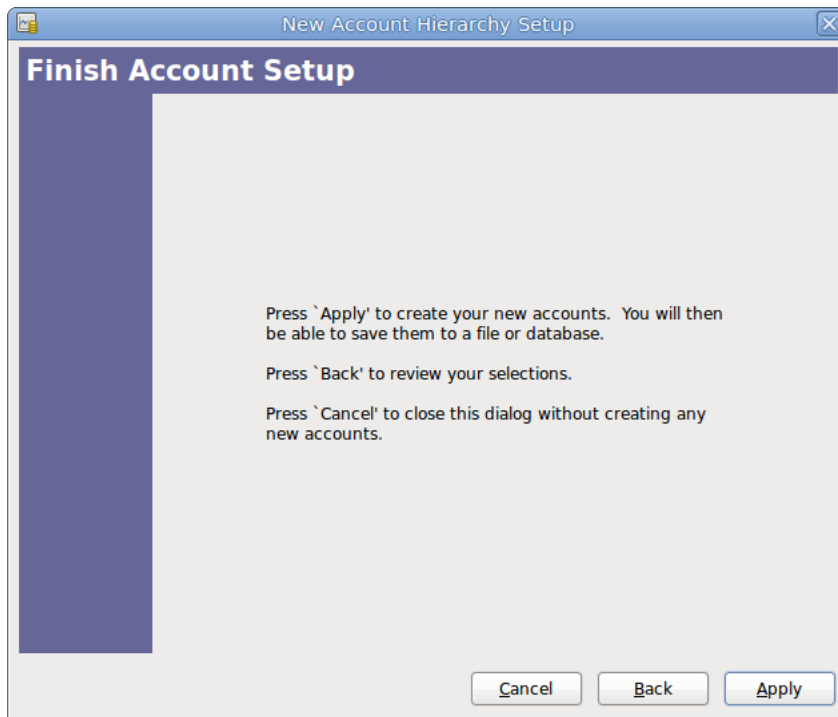 New Account Hierarchy Setup
Finish Account Setup
Press `Apply' to create your new accounts.  You will then
be able to save them to a file or database.
Press `Back' to review your selections.
Press `Cancel' to close this dialog without creating any
new accounts.
Cancel
Back
Apply